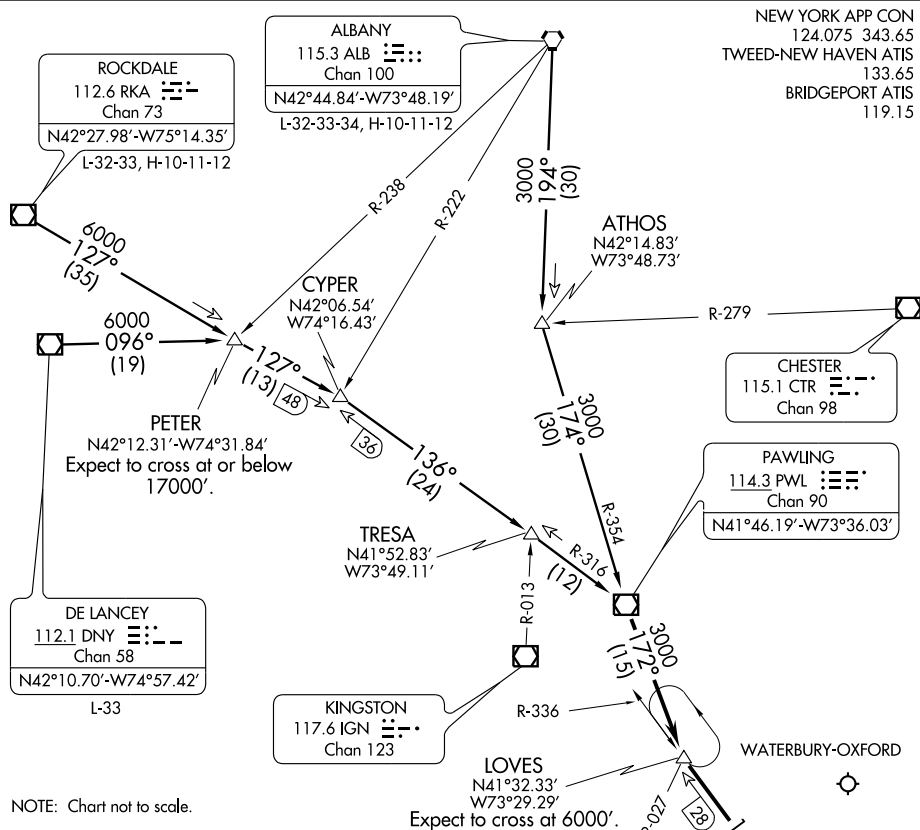 NEW YORK APP CON
124.075 343.65
TWEED-NEW HAVEN ATIS
133.65
BRIDGEPORT ATIS
119.15
ALBANY
115.3 ALB
Chan 100
N42°44.84'-W73°48.19'
L-32-33-34, H-10-11-12
ROCKDALE
112.6 RKA
Chan 73
N42°27.98'-W75°14.35'
L-32-33, H-10-11-12
R-238
R-222
3000
194°
(30)
6000
127°
(35)
ATHOS
N42°14.83'
W73°48.73'
CYPER
N42°06.54'
W74°16.43'
R-279
6000
096°
(19)
127°
(13)
48
36
CHESTER
115.1 CTR
Chan 98
PETER
N42°12.31'-W74°31.84'
Expect to cross at or below
17000'.
3000
174°
(30)
136°
(24)
PAWLING
114.3 PWL
Chan 90
N41°46.19'-W73°36.03'
R-354
TRESA
N41°52.83'
W73°49.11'
R-316
(12)
R-013
DE LANCEY
112.1 DNY
Chan 58
N42°10.70'-W74°57.42'
L-33
3000
172°
(15)
KINGSTON
117.6 IGN
Chan 123
R-336
WATERBURY-OXFORD
LOVES
N41°32.33'
W73°29.29'
Expect to cross at 6000'.
R-027
28
1
NOTE: Chart not to scale.